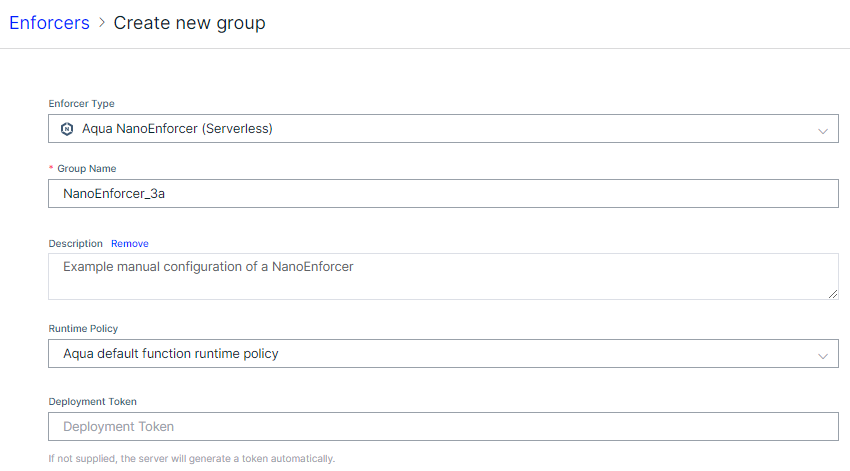 Enforcers > Create new group
Enforcer Type
N Aqua NanoEnforcer (Serverless)
* Group Name
NanoEnforcer_3a
Description Remove
Example manual configuration of a NanoEnforcer
Runtime Policy
Aqua default function runtime policy
Deployment Token
Deployment Token
If not supplied, the server will generate a token automatically.